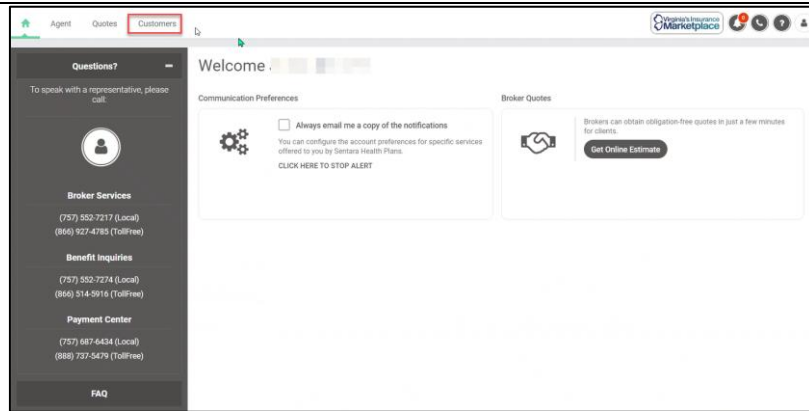 Agent Quotes Customers
Virginia's Insurance
Marketplace
0
?
Questions?
To speak with a representative, please
call:
Broker Services
(757) 552-7217 (Local)
(866) 927-4785 (TollFree)
Benefit Inquiries
(757) 552-7274 (Local)
(866) 514-5916 (TollFree)
Payment Center
(757) 687-6434 (Local)
(888) 737-5479 (TollFree)
FAQ
Welcome
Communication Preferences
Always email me a copy of the notifications
You can configure the account preferences for specific services
offered to you by Sentara Health Plans.
CLICK HERE TO STOP ALERT
Broker Quotes
Brokers can obtain obligation-free quotes in just a few minutes
for clients.
Get Online Estimate